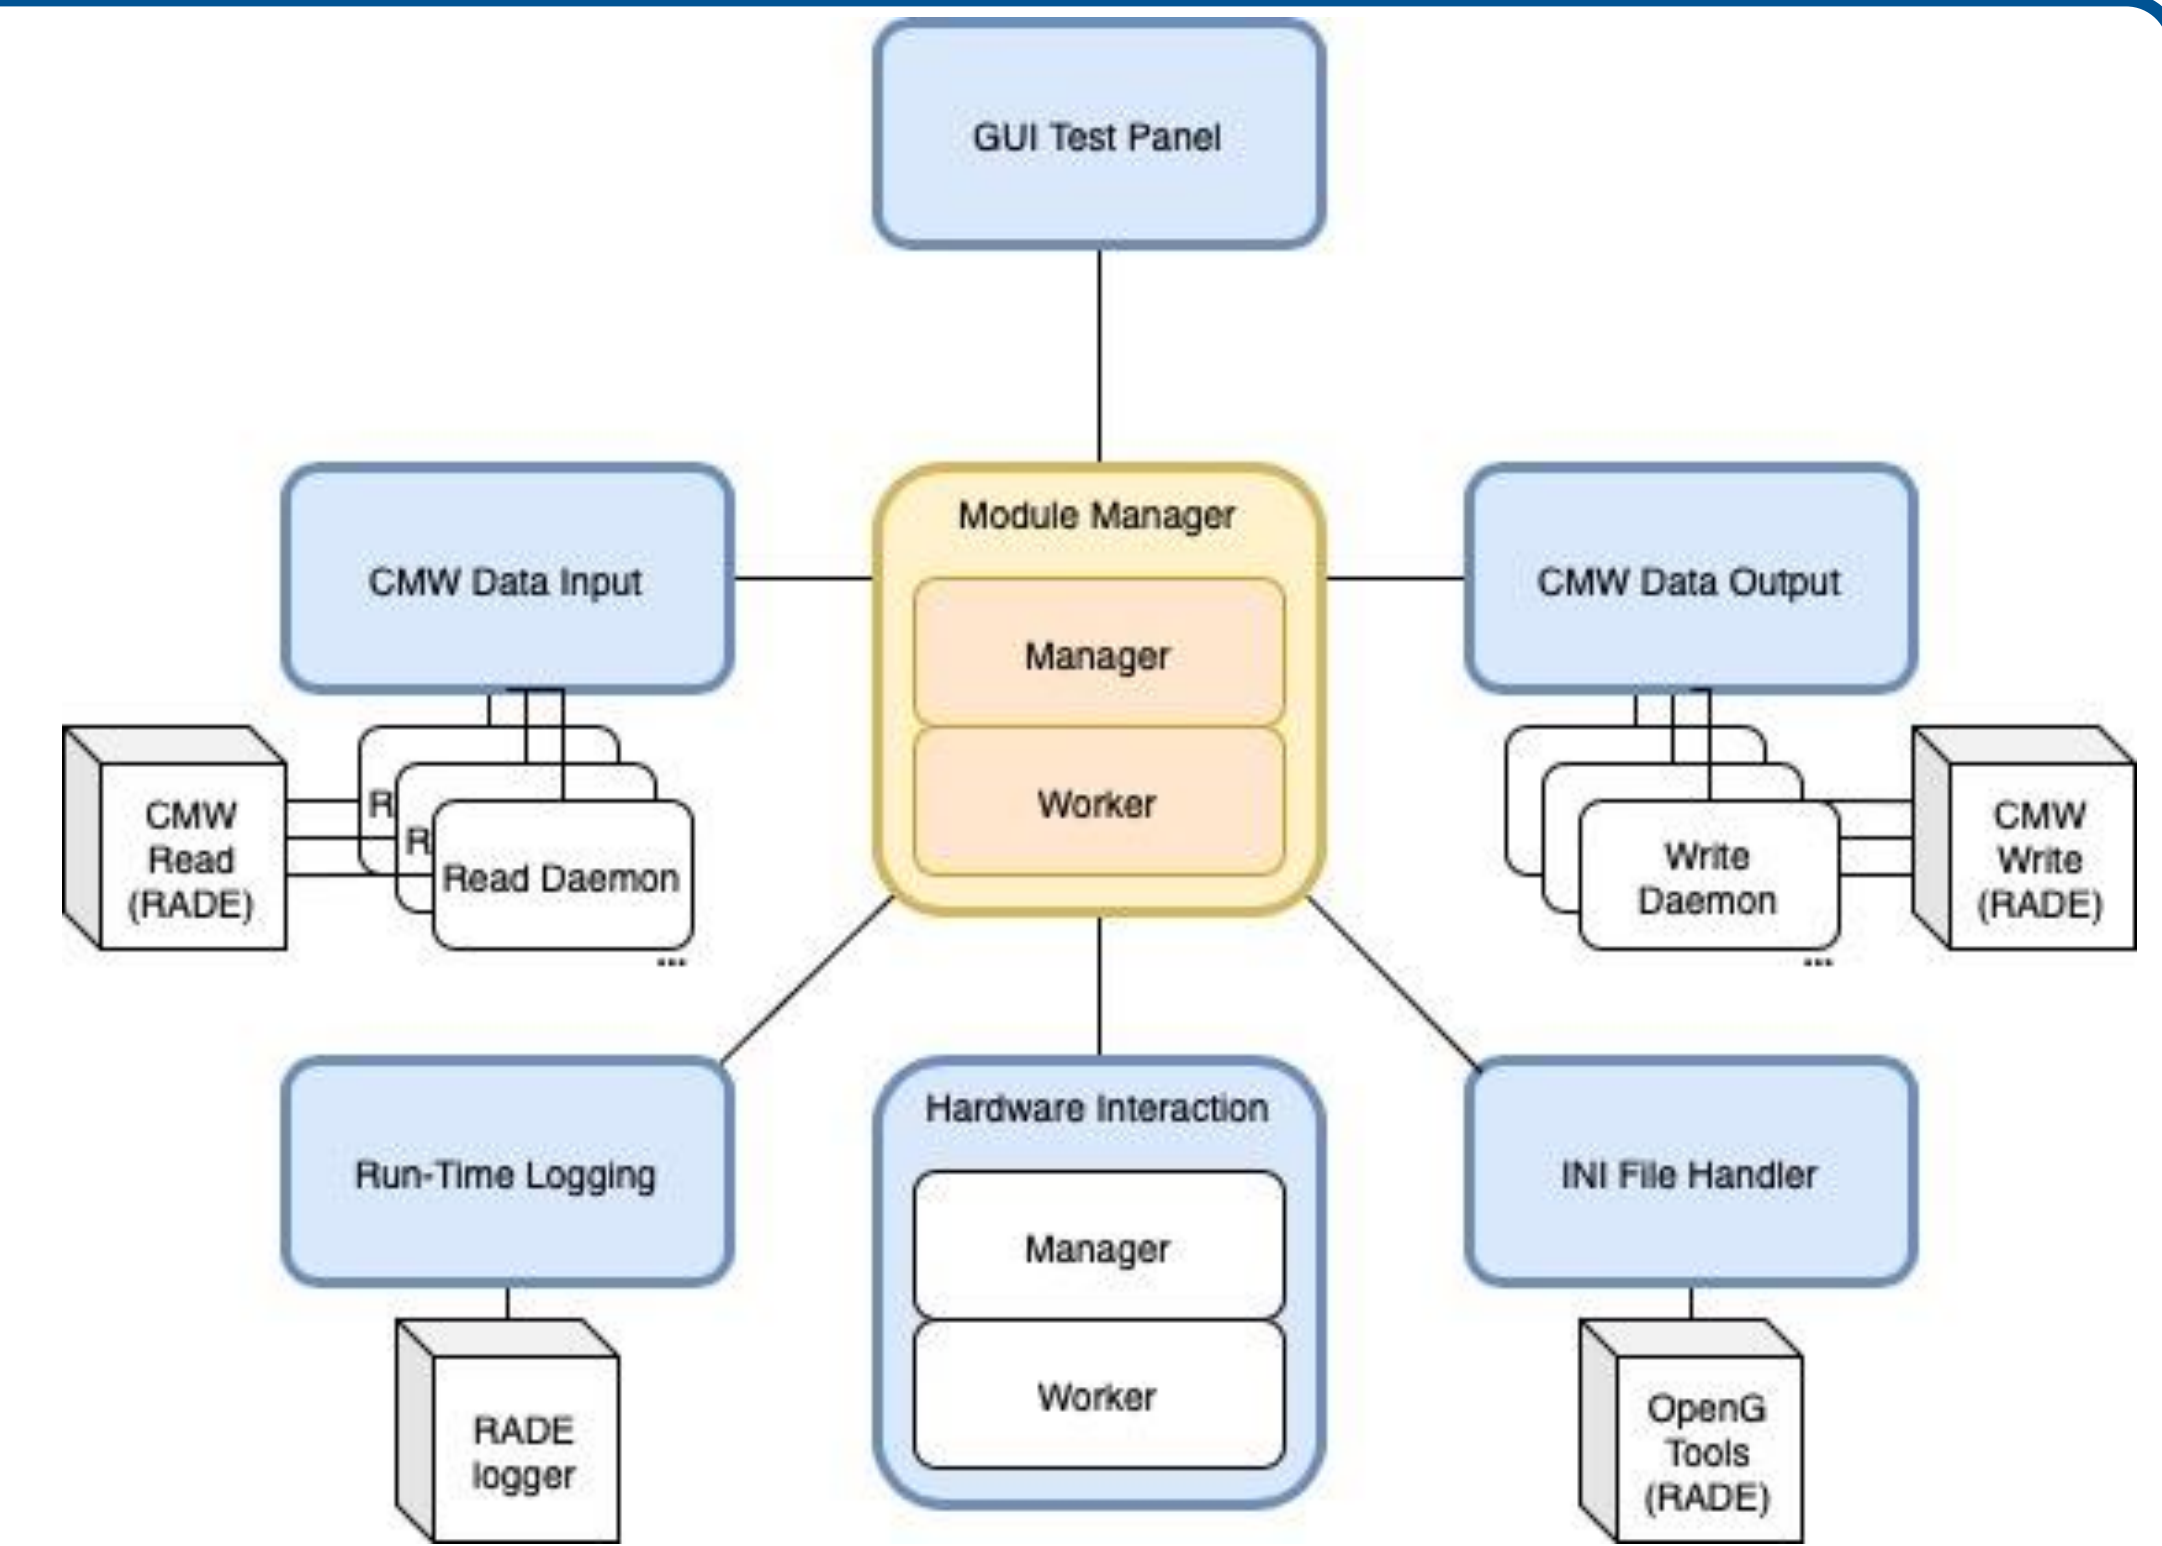 GUI Test Panel
CMW Data Input
Module Manager
Manager
Worker
CMW Data Output
CMW
Read
(RADE)
R
R
Read Daemon
...
Write
Daemon
...
CMW
Write
(RADE)
Run-Time Logging
Hardware Interaction
Manager
Worker
INI File Handler
RADE
logger
OpenG
Tools
(RADE)